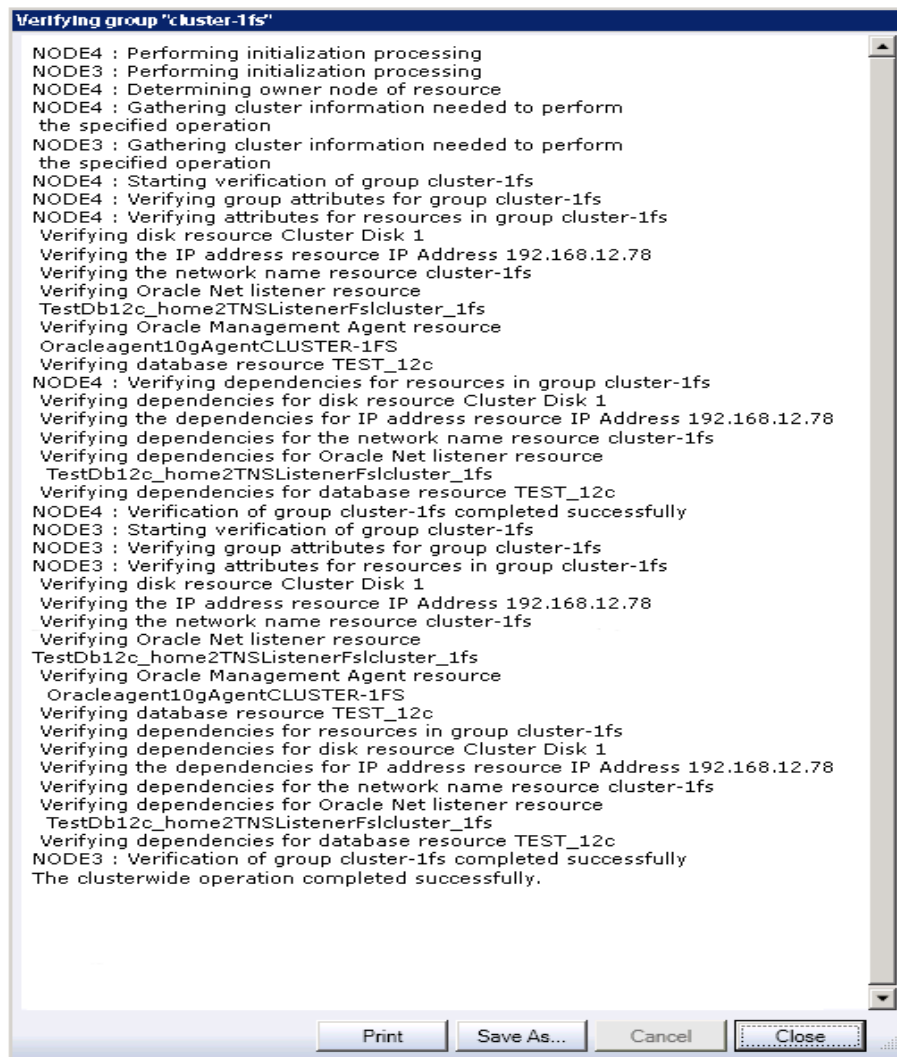 Verifying group "cluster-1fs"
NODE4 : Performing initialization processing
NODE3 : Performing initialization processing
NODE4 : Determining owner node of resource
NODE4 : Gathering cluster information needed to perform
the specified operation
NODE3 : Gathering cluster information needed to perform
the specified operation
NODE4 : Starting verification of group cluster-1fs
NODE4 : Verifying group attributes for group cluster-1fs
NODE4 : Verifying attributes for resources in group cluster-1fs
Verifying disk resource Cluster Disk 1
Verifying the IP address resource IP Address 192.168.12.78
Verifying the network name resource cluster-1fs
Verifying Oracle Net listener resource
TestDb12c_home2TNSListenerFslcluster_1fs
Verifying Oracle Management Agent resource
Oracleagent10gAgentCLUSTER-1FS
Verifying database resource TEST_12c
NODE4 : Verifying dependencies for resources in group cluster-1fs
Verifying dependencies for disk resource Cluster Disk 1
Verifying the dependencies for IP address resource IP Address 192.168.12.78
Verifying dependencies for the network name resource cluster-1fs
Verifying dependencies for Oracle Net listener resource
TestDb12c_home2TNSListenerFslcluster_1fs
Verifying dependencies for database resource TEST_12c
NODE4 : Verification of group cluster-1fs completed successfully
NODE3 : Starting verification of group cluster-1fs
NODE3 : Verifying group attributes for group cluster-1fs
NODE3 : Verifying attributes for resources in group cluster-1fs
Verifying disk resource Cluster Disk 1
Verifying the IP address resource IP Address 192.168.12.78
Verifying the network name resource cluster-1fs
Verifying Oracle Net listener resource
TestDb12c_home2TNSListenerFslcluster_1fs
Verifying Oracle Management Agent resource
Oracleagent10gAgentCLUSTER-1FS
Verifying database resource TEST_12c
Verifying dependencies for resources in group cluster-1fs
Verifying dependencies for disk resource Cluster Disk 1
Verifying the dependencies for IP address resource IP Address 192.168.12.78
Verifying dependencies for the network name resource cluster-1fs
Verifying dependencies for Oracle Net listener resource
TestDb12c_home2TNSListenerFslcluster_1fs
Verifying dependencies for database resource TEST_12c
NODE3 : Verification of group cluster-1fs completed successfully
The clusterwide operation completed successfully.
Print Save As... Cancel Close